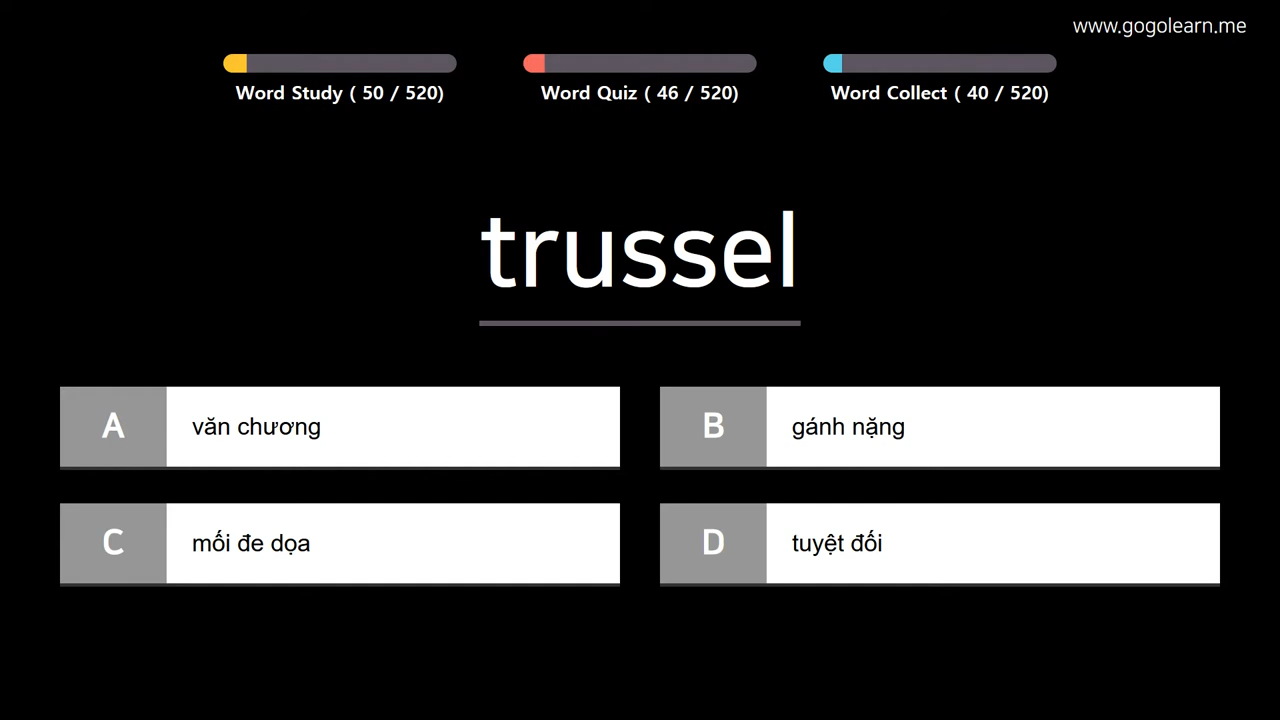 www.gogolearn.me
Word Study ( 50 / 520)
Word Quiz ( 46 / 520)
Word Collect ( 40 / 520)
trussel
A văn chương
B gánh nặng
C mối đe dọa
D tuyệt đối